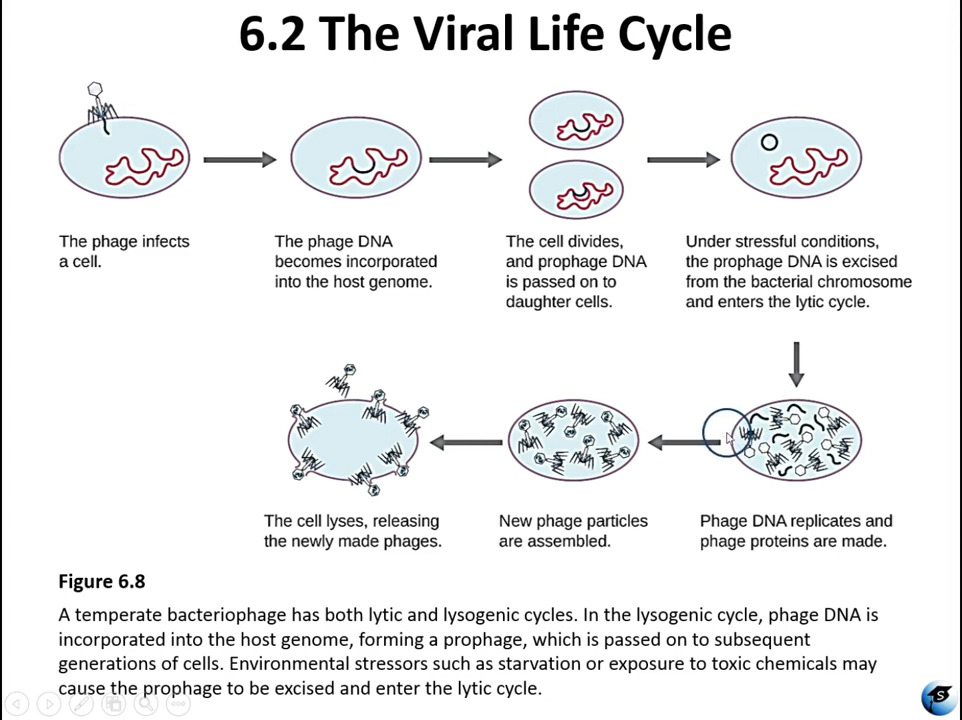 6.2 The Viral Life Cycle
The phage infects
a cell.
The phage DNA
becomes incorporated
into the host genome.
The cell divides,
and prophage DNA
is passed on to
daughter cells.
Under stressful conditions,
the prophage DNA is excised
from the bacterial chromosome
and enters the lytic cycle.
The cell lyses, releasing
the newly made phages.
New phage particles
are assembled.
Phage DNA replicates and
phage proteins are made.
Figure 6.8
A temperate bacteriophage has both lytic and lysogenic cycles. In the lysogenic cycle, phage DNA is
incorporated into the host genome, forming a prophage, which is passed on to subsequent
generations of cells. Environmental stressors such as starvation or exposure to toxic chemicals may
cause the prophage to be excised and enter the lytic cycle.
S